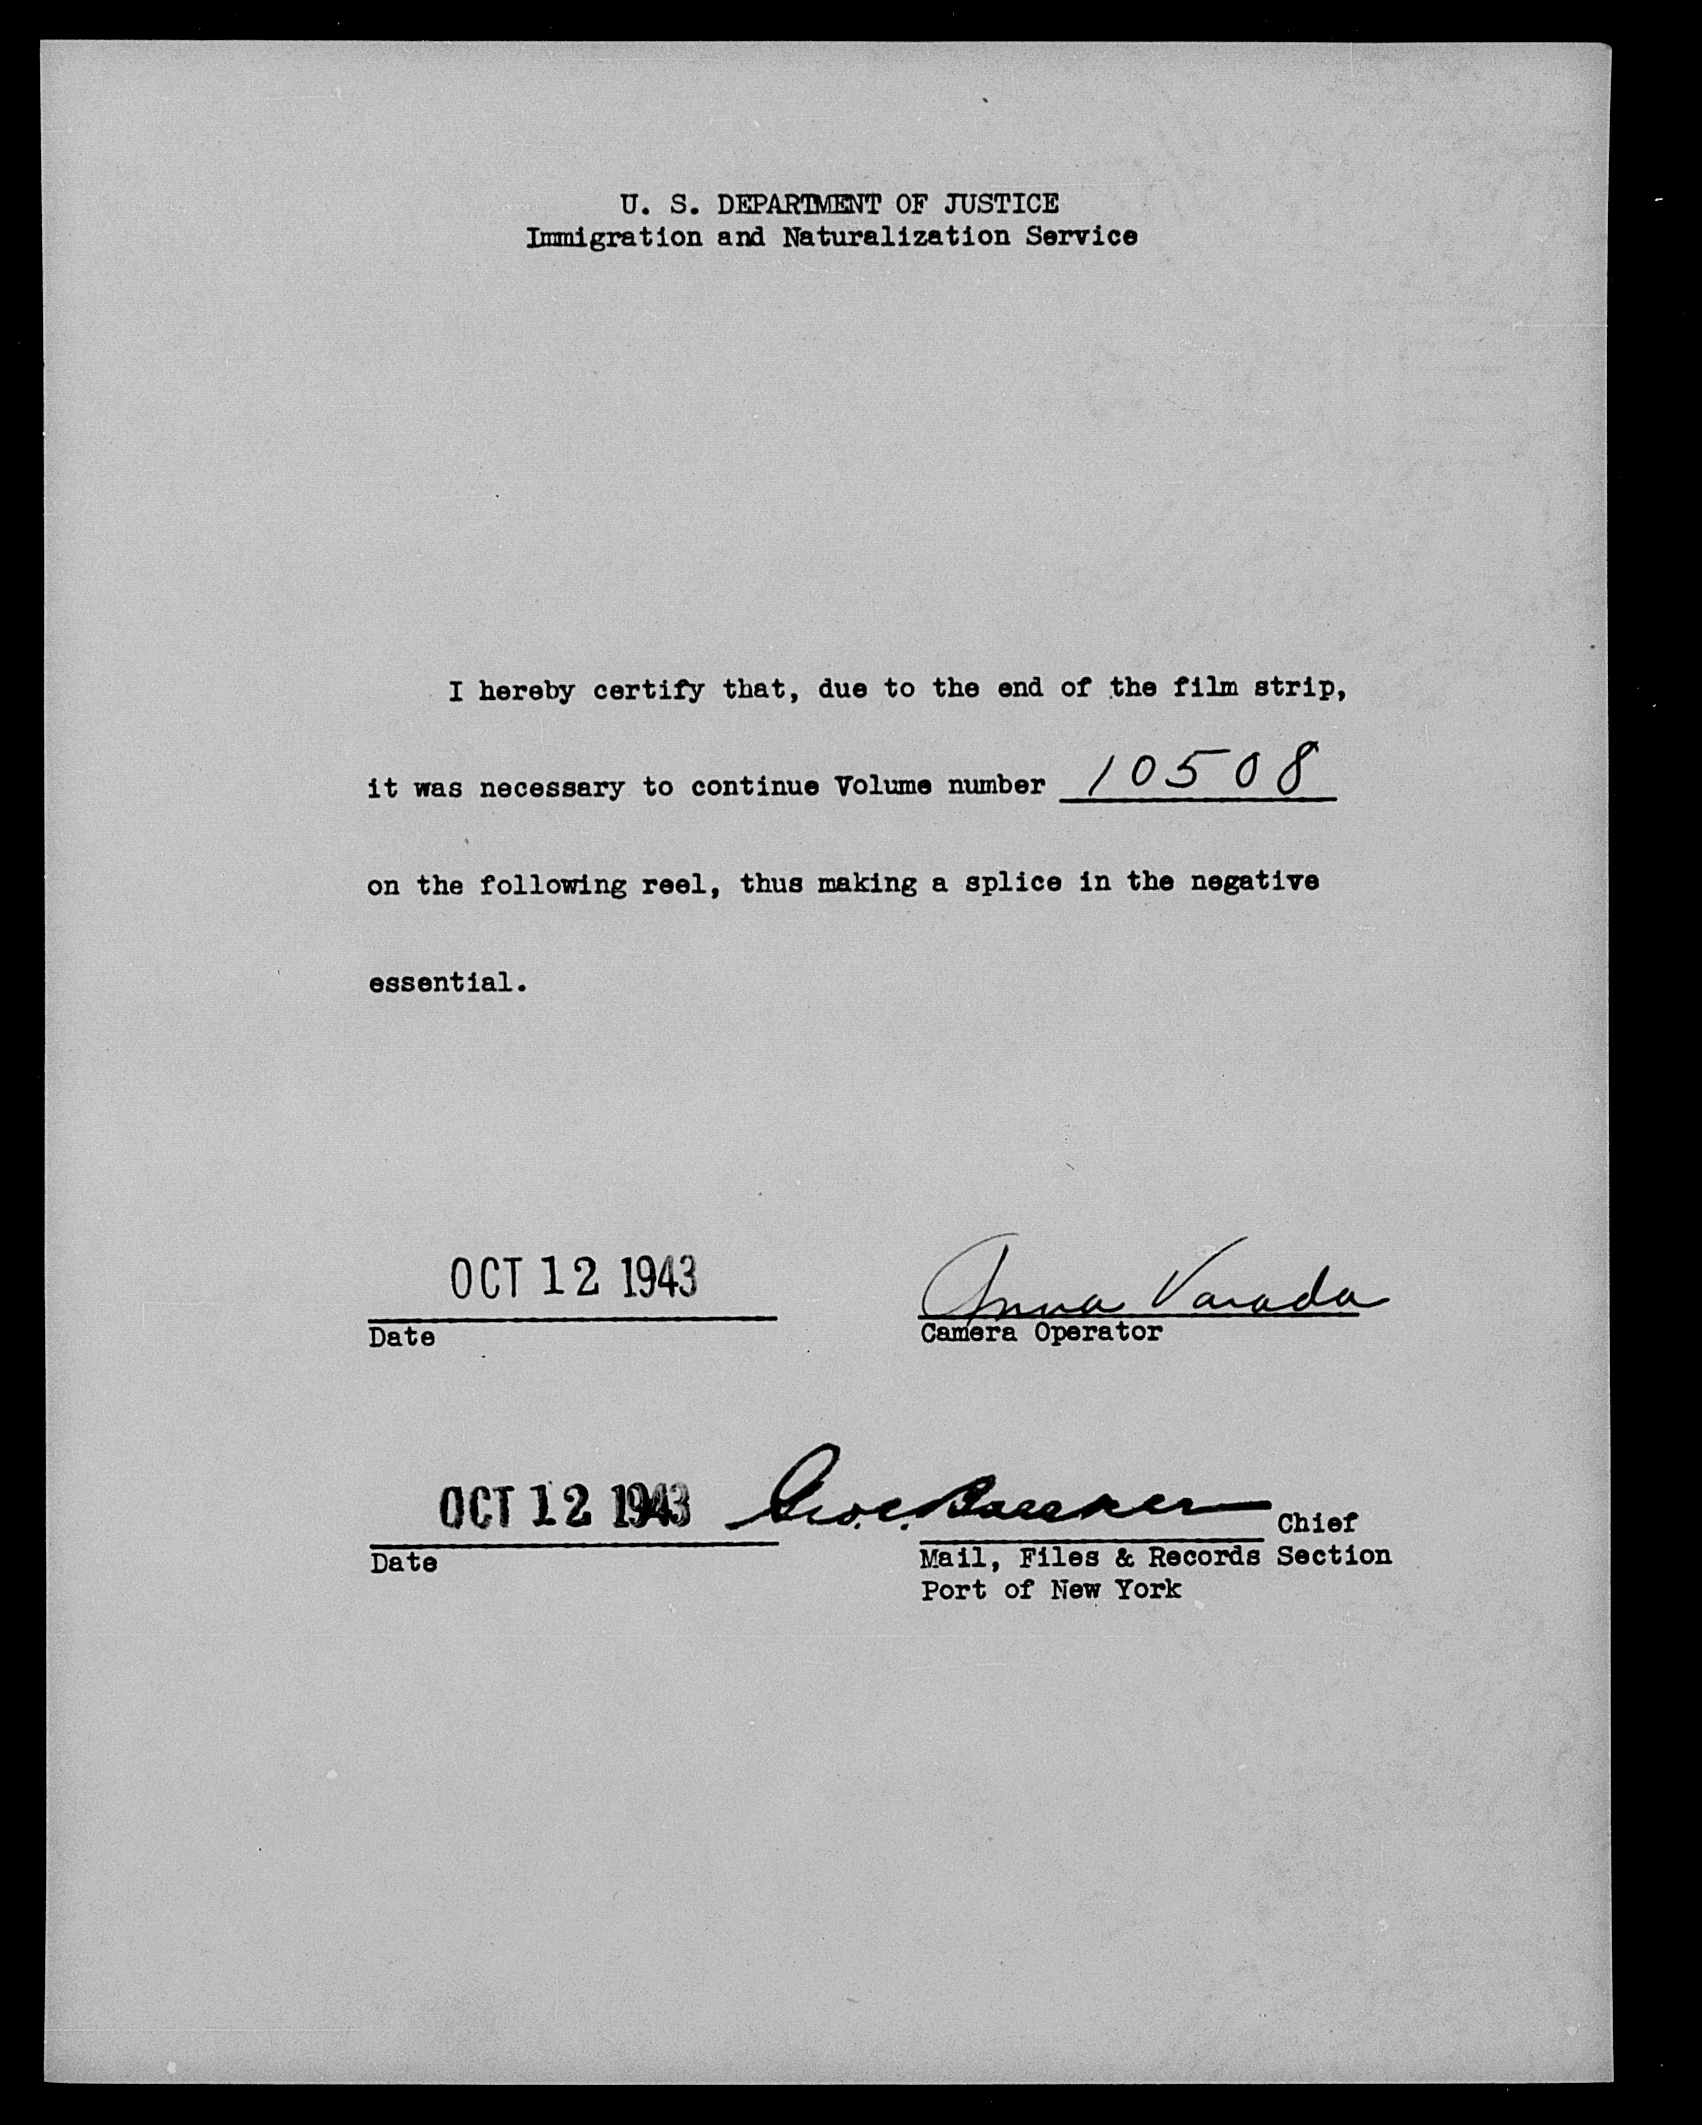 U. S. DEPARTMENT OF JUSTICE
Immigration and Naturalization Service
I hereby certify that, due to the end of the film strip,
it was necessary to continue Volume number 10508
on the following reel, thus making a splice in the negative
essential.
OCT 12 1943 Anna Varada
Date Camera Operator
OCT 12 1943 Geo. Chief
Date Mail, Files & Records Section
Port of New York